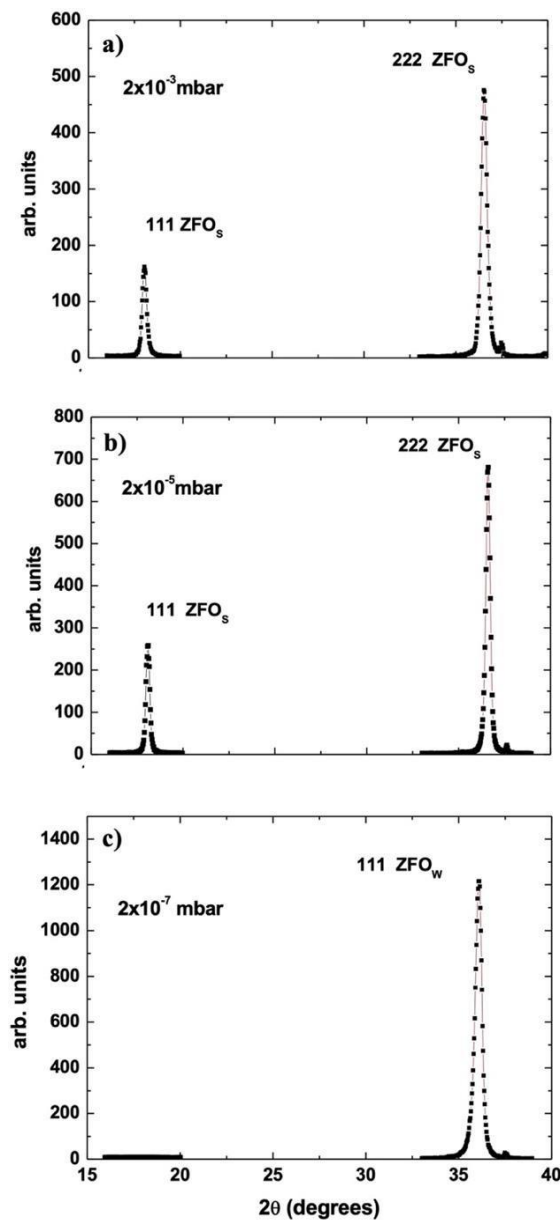 a)
600
500
400
300
200
100
0
arb. units
2x10⁻³mbar
111 ZFOₛ
222 ZFOₛ
b)
800
700
600
500
400
300
200
100
0
arb. units
2x10⁻⁵mbar
111 ZFOₛ
222 ZFOₛ
c)
1400
1200
1000
800
600
400
200
0
arb. units
2x10⁻⁷ mbar
111 ZFO_W
15 20 25 30 35 40
2θ (degrees)